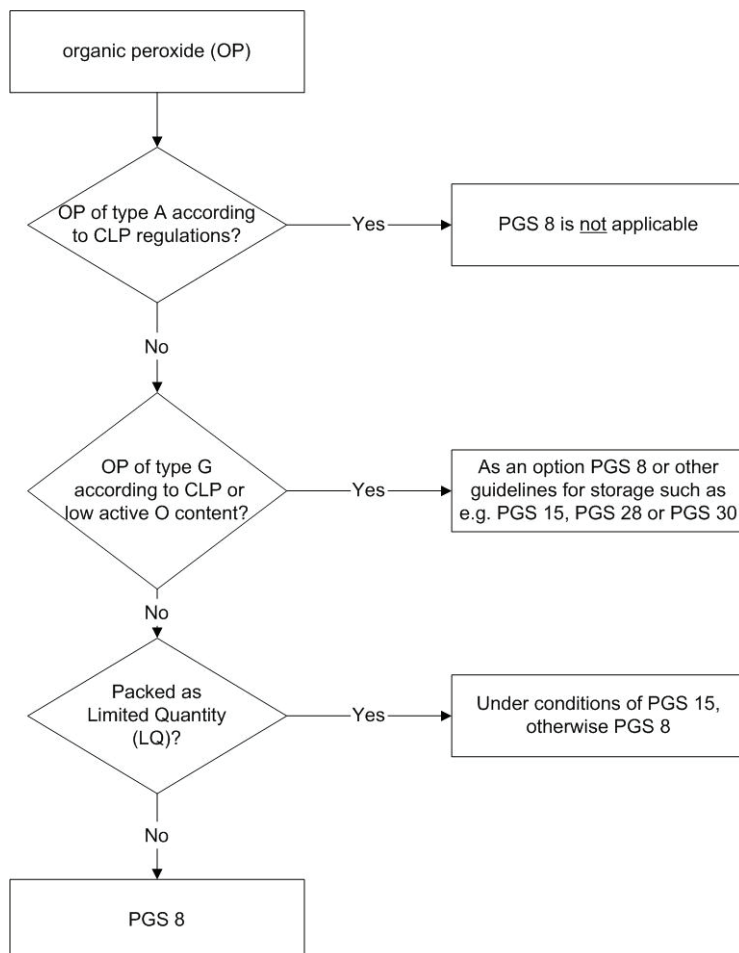 organic peroxide (OP)
OP of type A according
to CLP regulations?
Yes
PGS 8 is not applicable
No
OP of type G
according to CLP or
low active O content?
Yes
As an option PGS 8 or other
guidelines for storage such as
e.g. PGS 15, PGS 28 or PGS 30
No
Packed as
Limited Quantity
(LQ)?
Yes
Under conditions of PGS 15,
otherwise PGS 8
No
PGS 8